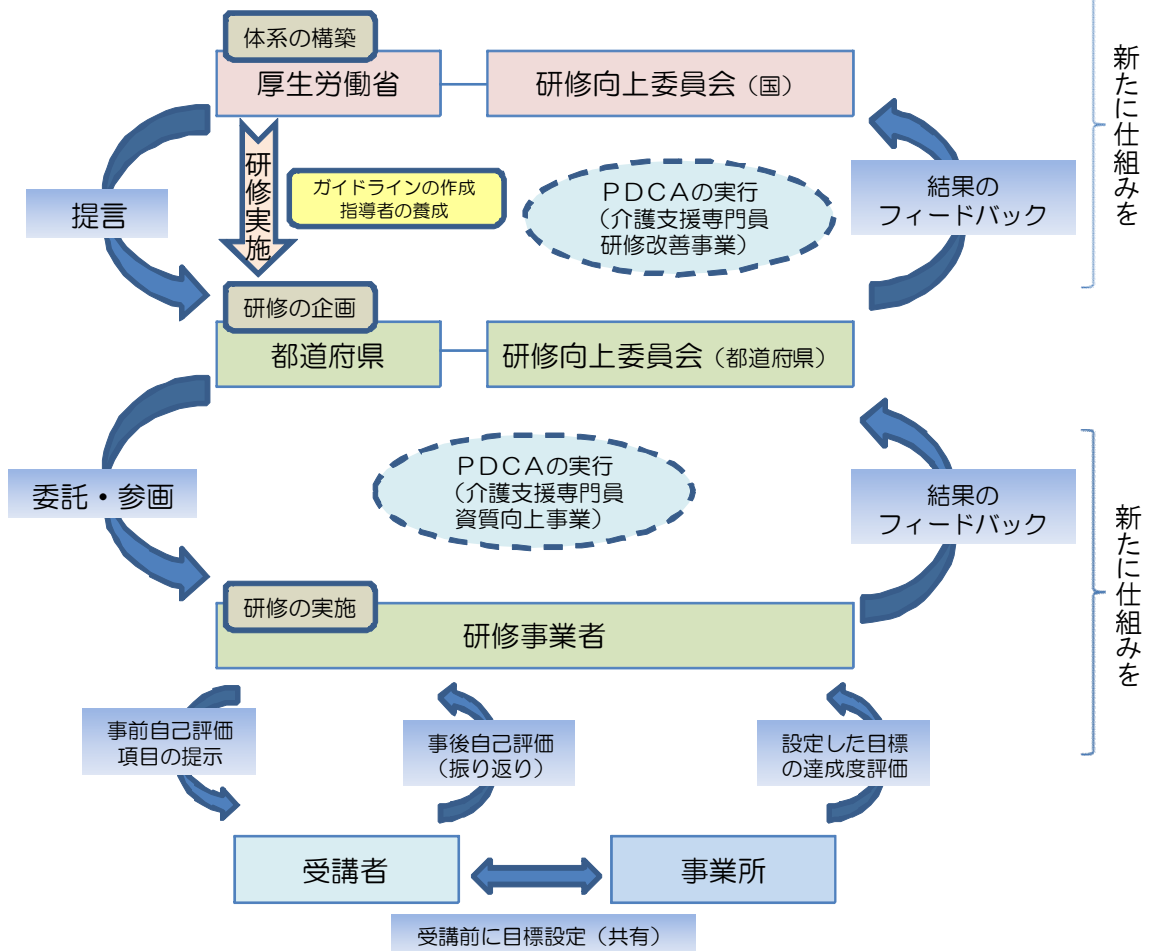 体系の構築
厚生労働省
研修向上委員会（国）
新たに仕組みを
提言
研修実施
ガイドラインの作成
指導者の養成
ＰＤＣＡの実行
（介護支援専門員
研修改善事業）
結果の
フィードバック
研修の企画
都道府県
研修向上委員会（都道府県）
委託・参画
ＰＤＣＡの実行
（介護支援専門員
資質向上事業）
結果の
フィードバック
新たに仕組みを
研修の実施
研修事業者
事前自己評価
項目の提示
事後自己評価
（振り返り）
設定した目標
の達成度評価
受講者
事業所
受講前に目標設定（共有）